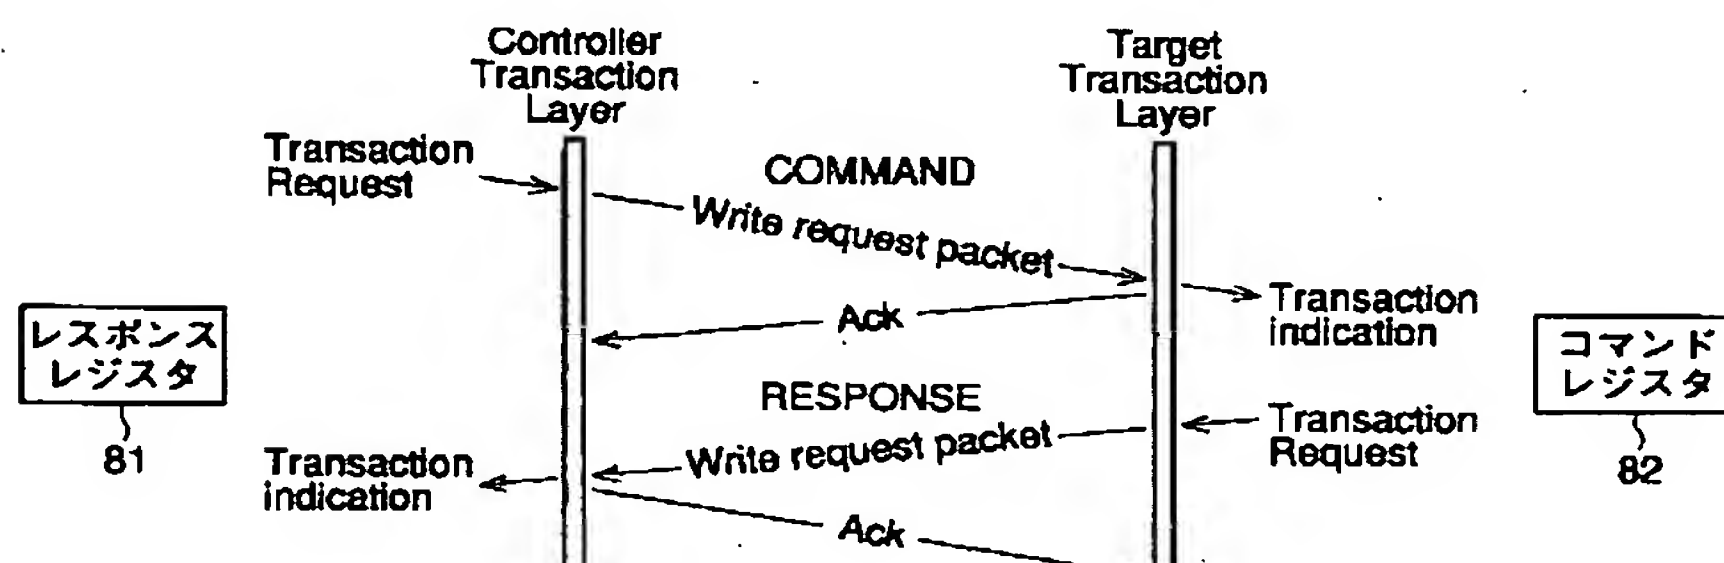 Controller
Transaction
Layer
Target
Transaction
Layer
Transaction
Request
COMMAND
Write request packet
Transaction
indication
Ack
レスポンス
レジスタ
81
コマンド
レジスタ
82
RESPONSE
Transaction
Request
Write request packet
Transaction
indication
Ack